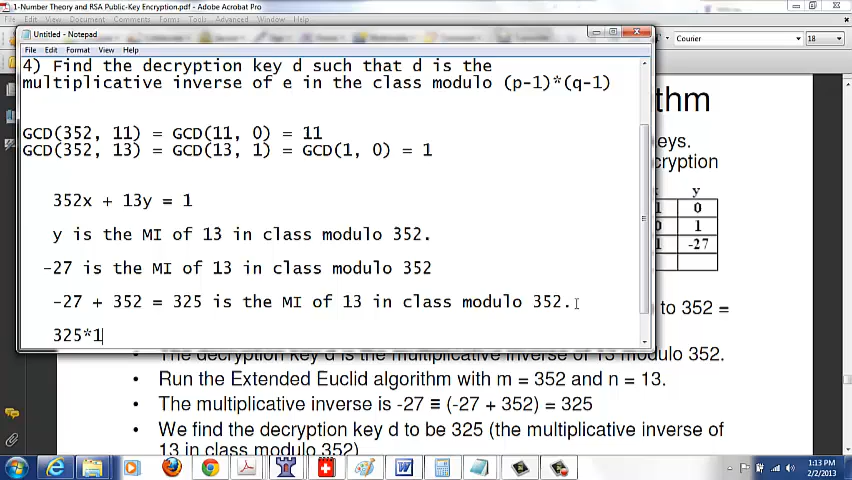 1-Number Theory and RSA Public-Key Encryption.pdf - Adobe Acrobat Pro
Untitled - Notepad
File Edit Format View Help
Courier
18
4) Find the decryption key d such that d is the
multiplicative inverse of e in the class modulo (p-1)*(q-1)
GCD(352, 11) = GCD(11, 0) = 11
GCD(352, 13) = GCD(13, 1) = GCD(1, 0) = 1
352x + 13y = 1
y is the MI of 13 in class modulo 352.
-27 is the MI of 13 in class modulo 352
-27 + 352 = 325 is the MI of 13 in class modulo 352.
325*1
rithm
keys.
cryption
x y
1 0
0 1
1 -27
to 352 =
• The decryption key d is the multiplicative inverse of 13 modulo 352.
• Run the Extended Euclid algorithm with m = 352 and n = 13.
• The multiplicative inverse is -27 ≡ (-27 + 352) = 325
• We find the decryption key d to be 325 (the multiplicative inverse of
13 in class modulo 352)
1:13 PM
2/2/2013